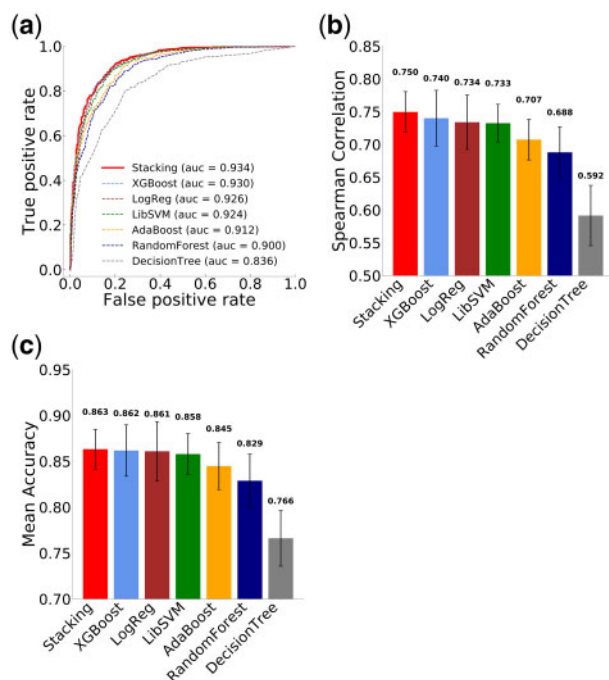 (a)
1.0
0.8
0.6
0.4
0.2
0.0
True positive rate
Stacking (auc = 0.934)
XGBoost (auc = 0.930)
LogReg (auc = 0.926)
LibSVM (auc = 0.924)
AdaBoost (auc = 0.912)
RandomForest (auc = 0.900)
DecisionTree (auc = 0.836)
0.0 0.2 0.4 0.6 0.8 1.0
False positive rate
(b)
0.85
0.80
0.75
0.70
0.65
0.60
0.55
0.50
Spearman Correlation
0.750 0.740 0.734 0.733 0.707 0.688 0.592
Stacking XGBoost LogReg LibSVM AdaBoost RandomForest DecisionTree
(c)
0.95
0.90
0.85
0.80
0.75
0.70
Mean Accuracy
0.863 0.862 0.861 0.858 0.845 0.829 0.766
Stacking XGBoost LogReg LibSVM AdaBoost RandomForest DecisionTree